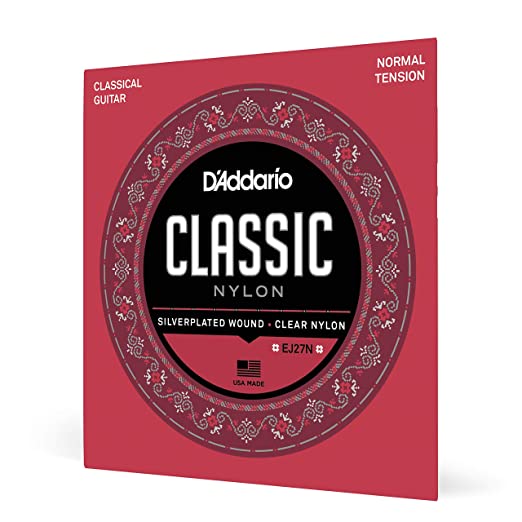 CLASSICAL
GUITAR
NORMAL
TENSION
D'Addario
CLASSIC
NYLON
SILVERPLATED WOUND • CLEAR NYLON
EJ27N
USA MADE